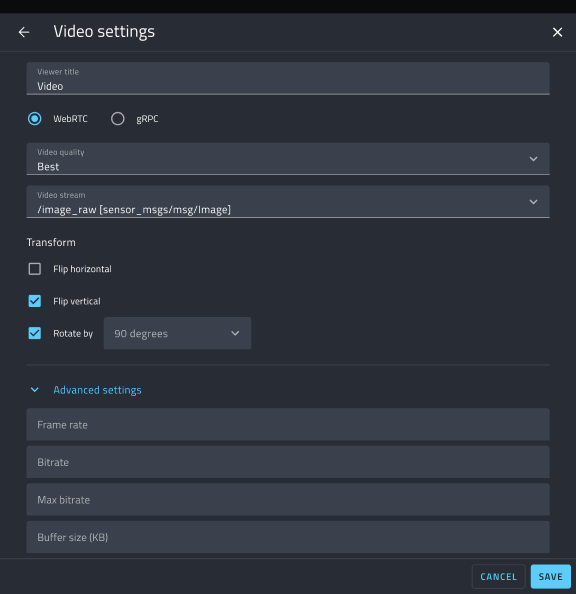 Video settings
Viewer title
Video
WebRTC gRPC
Video quality
Best
Video stream
/image_raw [sensor_msgs/msg/Image]
Transform
Flip horizontal
Flip vertical
Rotate by 90 degrees
Advanced settings
Frame rate
Bitrate
Max bitrate
Buffer size (KB)
CANCEL SAVE